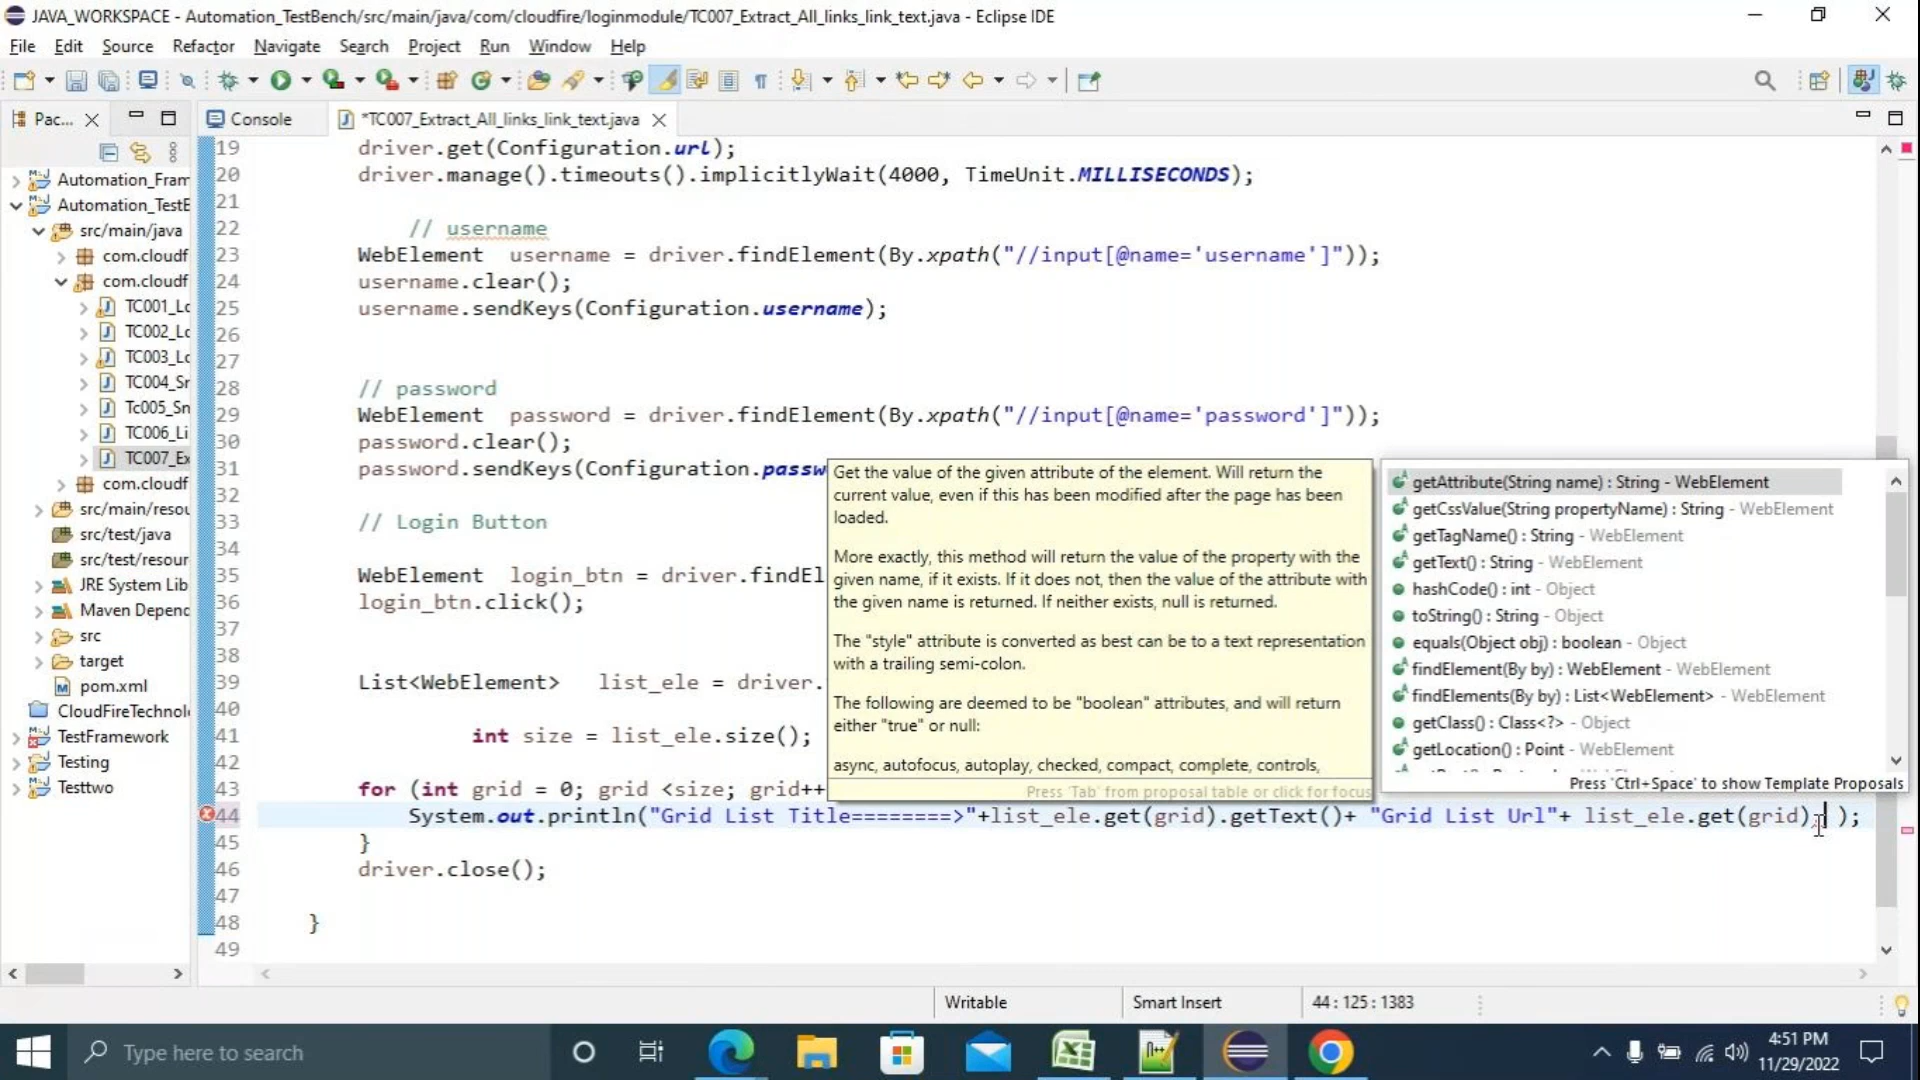 JAVA_WORKSPACE - Automation_TestBench/src/main/java/com/cloudfire/loginmodule/TC007_Extract_All_links_link_text.java - Eclipse IDE
File Edit Source Refactor Navigate Search Project Run Window Help
Pac...
Console
*TC007_Extract_All_links_link_text.java
Automation_Fram
Automation_TestE
src/main/java
com.cloudf
com.cloudf
TC001_Lo
TC002_Lo
TC003_Lo
TC004_Sr
Tc005_Sn
TC006_Li
TC007_Ex
com.cloudf
src/main/resou
src/test/java
src/test/resour
JRE System Lib
Maven Depenc
src
target
pom.xml
CloudFireTechnol
TestFramework
Testing
Testtwo
19 driver.get(Configuration.url);
20 driver.manage().timeouts().implicitlyWait(4000, TimeUnit.MILLISECONDS);
21
22 // username
23 WebElement username = driver.findElement(By.xpath("//input[@name='username']"));
24 username.clear();
25 username.sendKeys(Configuration.username);
26
27
28 // password
29 WebElement password = driver.findElement(By.xpath("//input[@name='password']"));
30 password.clear();
31 password.sendKeys(Configuration.passw
32
33 // Login Button
34
35 WebElement login_btn = driver.findEl
36 login_btn.click();
37
38
39 List<WebElement> list_ele = driver.
40
41 int size = list_ele.size();
42
43 for (int grid = 0; grid <size; grid++
44 System.out.println("Grid List Title========>"+list_ele.get(grid).getText()+ "Grid List Url"+ list_ele.get(grid). );
45 }
46 driver.close();
47
48 }
49
Get the value of the given attribute of the element. Will return the
current value, even if this has been modified after the page has been
loaded.
More exactly, this method will return the value of the property with the
given name, if it exists. If it does not, then the value of the attribute with
the given name is returned. If neither exists, null is returned.
The "style" attribute is converted as best can be to a text representation
with a trailing semi-colon.
The following are deemed to be "boolean" attributes, and will return
either "true" or null:
async, autofocus, autoplay, checked, compact, complete, controls,
Press 'Tab' from proposal table or click for focus
getAttribute(String name) : String - WebElement
getCssValue(String propertyName) : String - WebElement
getTagName() : String - WebElement
getText() : String - WebElement
hashCode() : int - Object
toString() : String - Object
equals(Object obj) : boolean - Object
findElement(By by) : WebElement - WebElement
findElements(By by) : List<WebElement> - WebElement
getClass() : Class<?> - Object
getLocation() : Point - WebElement
Press 'Ctrl+Space' to show Template Proposals
Writable
Smart Insert
44 : 125 : 1383
Type here to search
4:51 PM
11/29/2022